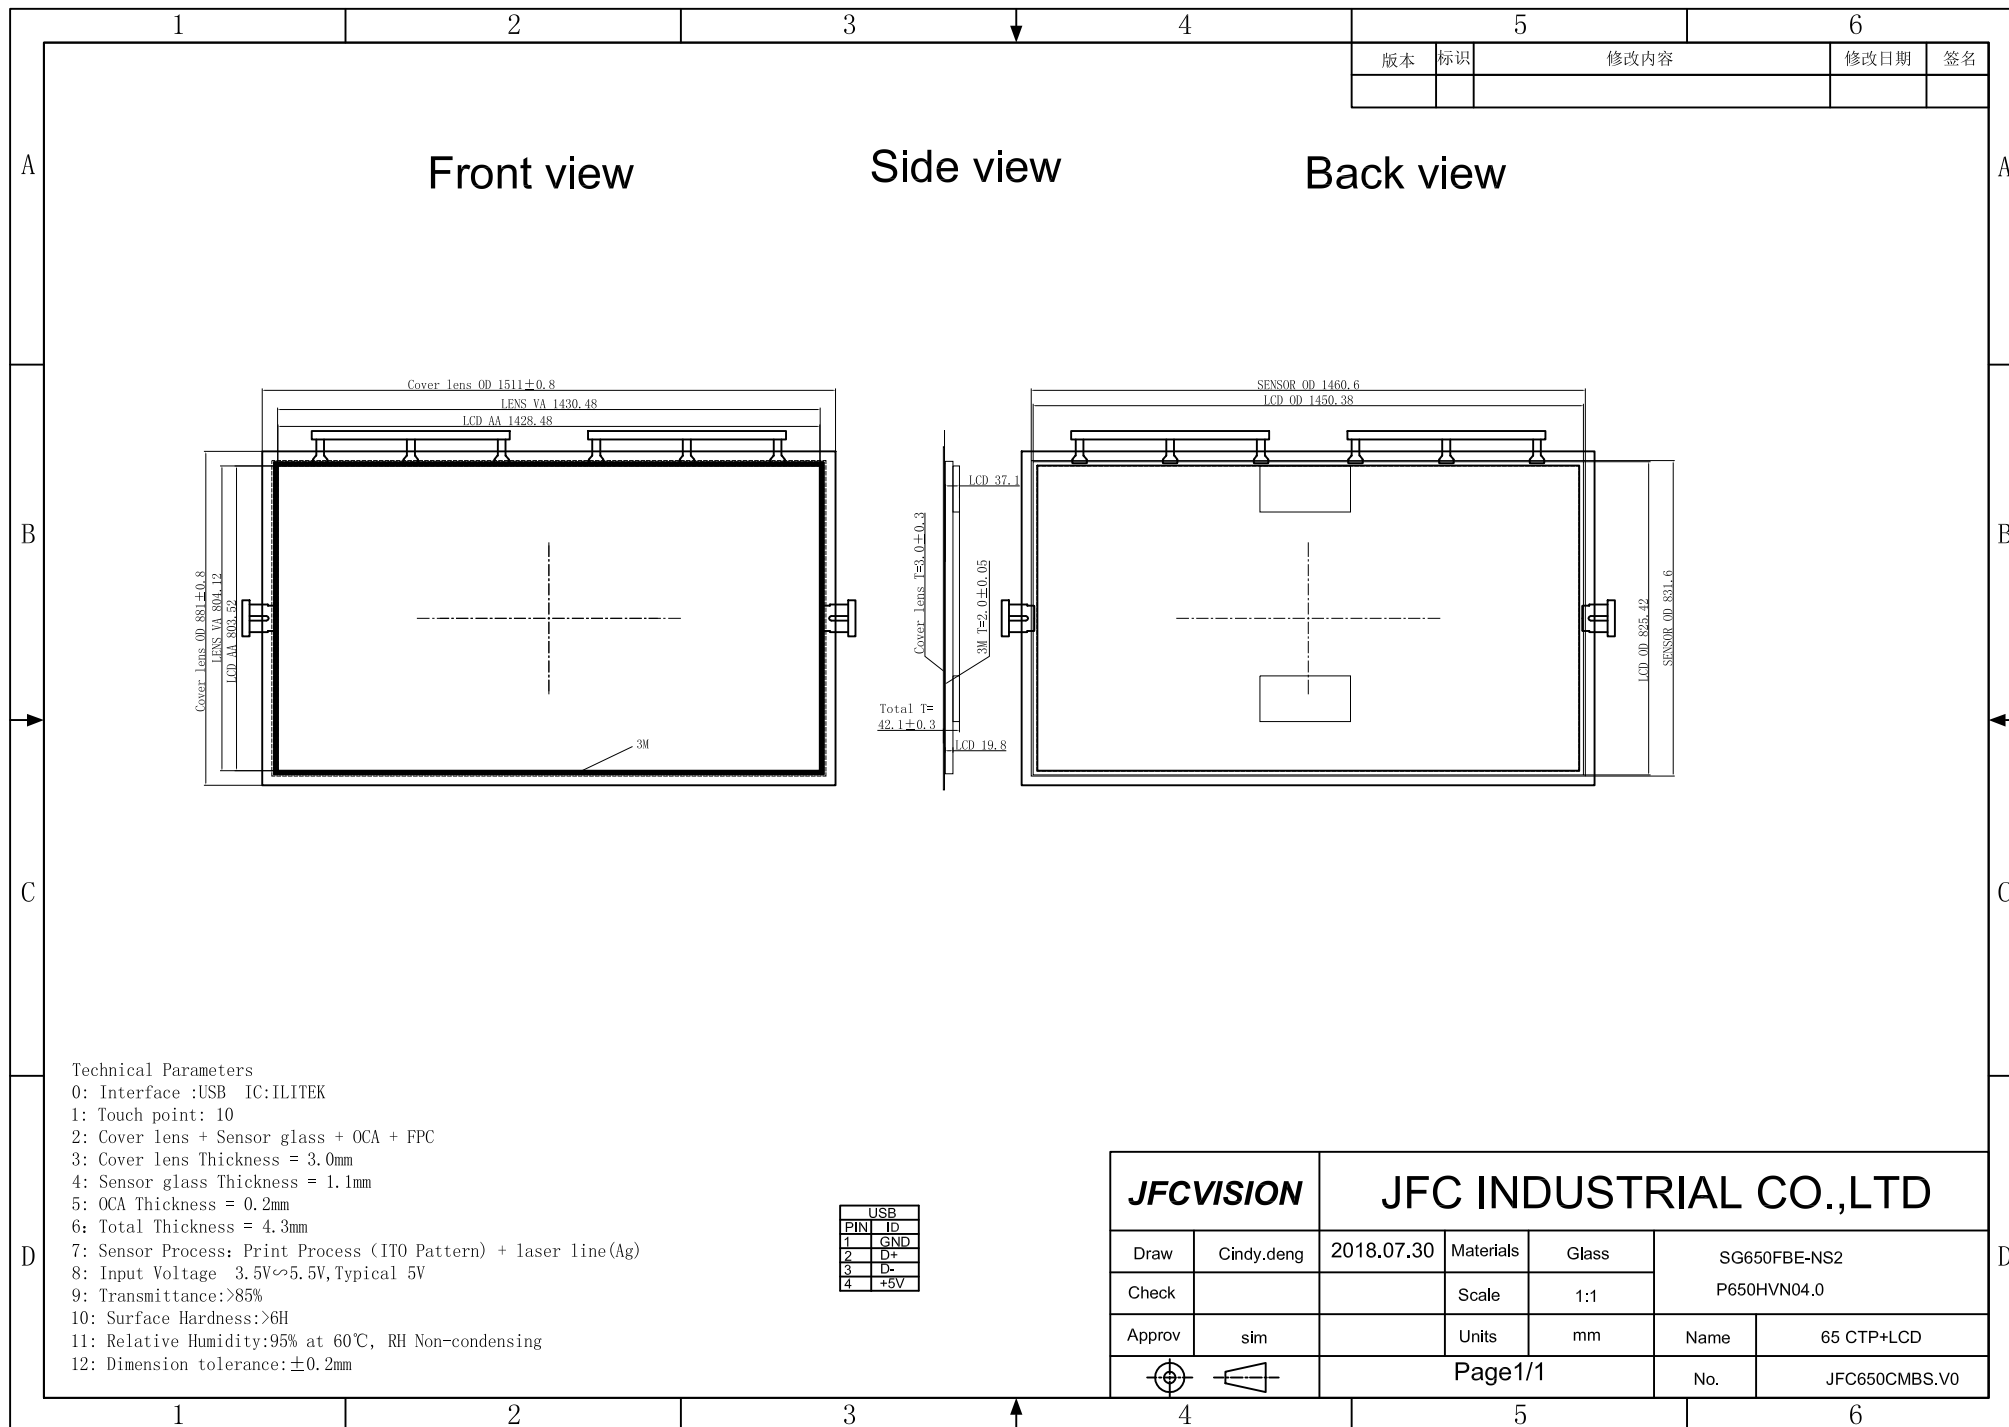 1 2 3 4 5 6
版本 标识 修改内容 修改日期 签名
A A
Front view Side view Back view
Cover lens OD 1511±0.8
LENS VA 1430.48
LCD AA 1428.48
SENSOR OD 1460.6
LCD OD 1450.38
B B
Cover lens OD 881±0.8
LENS VA 804.12
LCD AA 803.52
3M
LCD 37.1
Cover lens T=3.0±0.3
3M T=2.0±0.05
Total T=
42.1±0.3
LCD 19.8
LCD OD 825.42
SENSOR OD 831.6
C C
Technical Parameters
0: Interface :USB IC:ILITEK
1: Touch point: 10
2: Cover lens + Sensor glass + OCA + FPC
3: Cover lens Thickness = 3.0mm
4: Sensor glass Thickness = 1.1mm
5: OCA Thickness = 0.2mm
6: Total Thickness = 4.3mm
7: Sensor Process: Print Process (ITO Pattern) + laser line(Ag)
8: Input Voltage 3.5V∽5.5V,Typical 5V
9: Transmittance:>85%
10: Surface Hardness:>6H
11: Relative Humidity:95% at 60℃, RH Non-condensing
12: Dimension tolerance:±0.2mm
D D
USB
PIN ID
1 GND
2 D+
3 D-
4 +5V
JFCVISION JFC INDUSTRIAL CO.,LTD
Draw Cindy.deng 2018.07.30 Materials Glass SG650FBE-NS2
Check Scale 1:1 P650HVN04.0
Approv sim Units mm Name 65 CTP+LCD
Page1/1 No. JFC650CMBS.V0
1 2 3 4 5 6